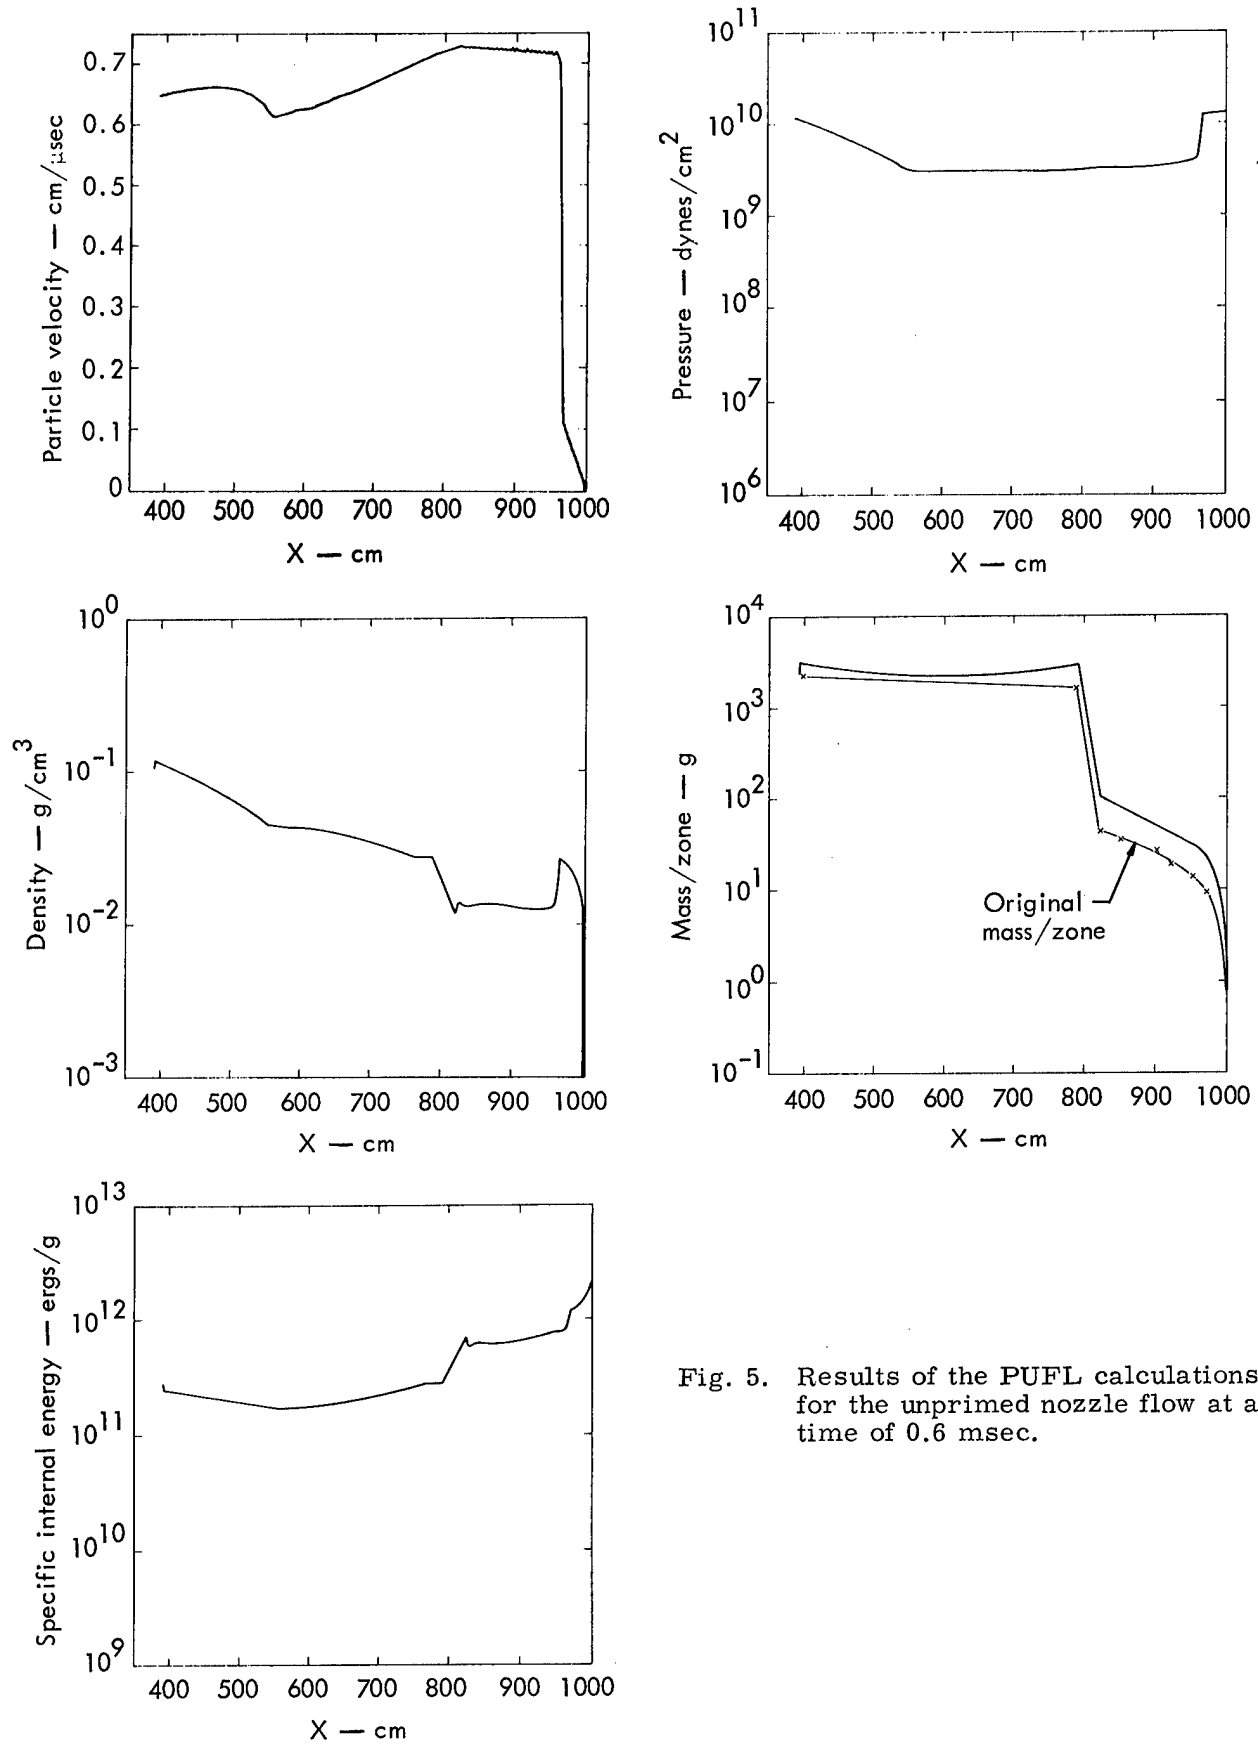 0.7
0.6
0.5
0.4
0.3
0.2
0.1
0
Particle velocity — cm/μsec
400 500 600 700 800 900 1000
X — cm
10^11
10^10
10^9
10^8
10^7
10^6
Pressure — dynes/cm^2
400 500 600 700 800 900 1000
X — cm
10^0
10^-1
10^-2
10^-3
Density — g/cm^3
400 500 600 700 800 900 1000
X — cm
10^4
10^3
10^2
10^1
10^0
10^-1
Mass/zone — g
Original
mass/zone
400 500 600 700 800 900 1000
X — cm
10^13
10^12
10^11
10^10
10^9
Specific internal energy — ergs/g
400 500 600 700 800 900 1000
X — cm
Fig. 5. Results of the PUFL calculations
for the unprimed nozzle flow at a
time of 0.6 msec.